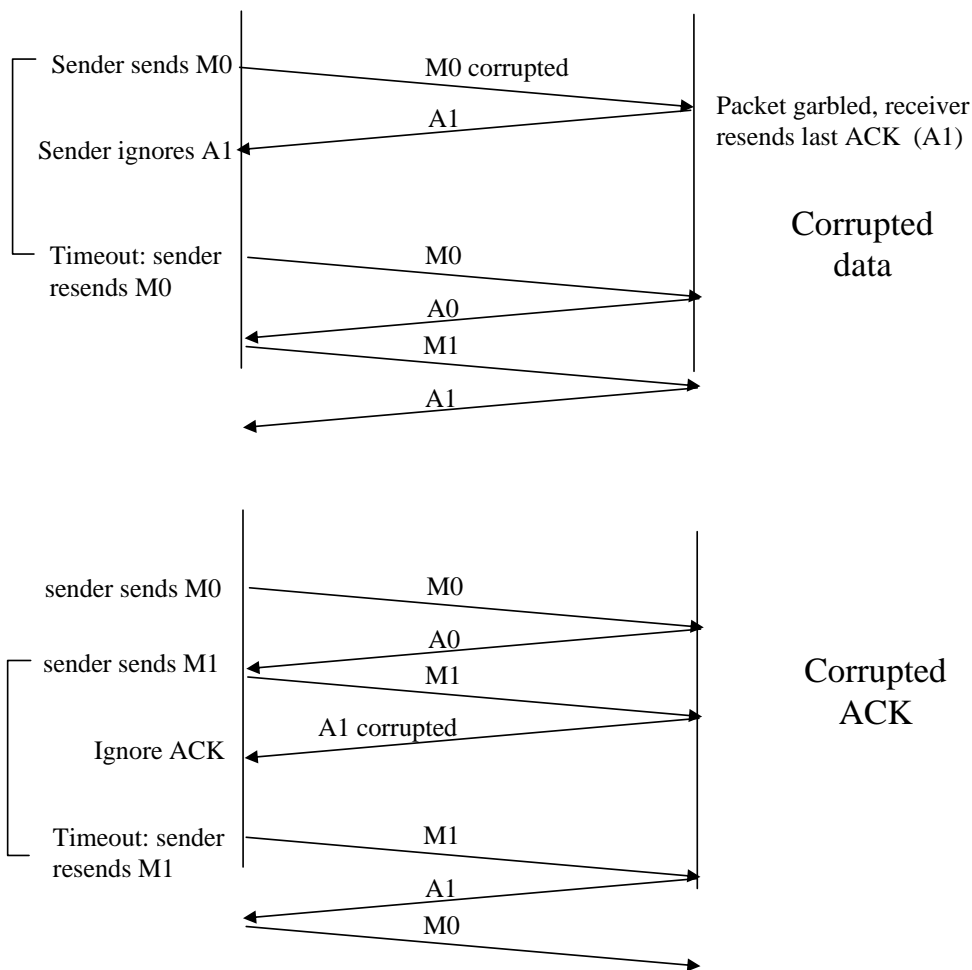 Sender sends M0
M0 corrupted
Packet garbled, receiver
resends last ACK (A1)
A1
Sender ignores A1
Corrupted
data
Timeout: sender
resends M0
M0
A0
M1
A1
sender sends M0
M0
A0
sender sends M1
M1
Corrupted
ACK
A1 corrupted
Ignore ACK
Timeout: sender
resends M1
M1
A1
M0